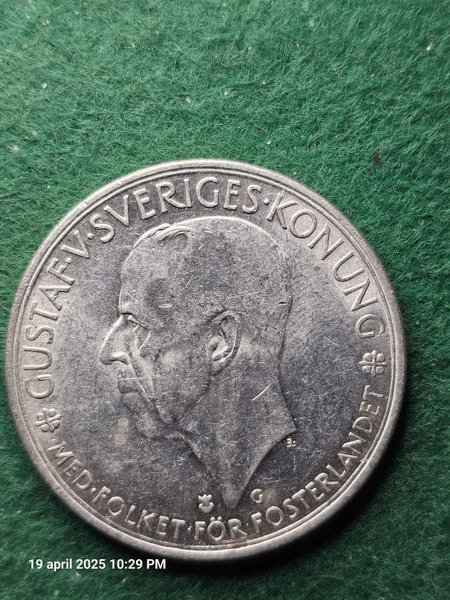 GUSTAF·V·SVERIGES·KONUNG
MED·FOLKET·FÖR·FOSTERLANDET
G
19 april 2025 10:29 PM